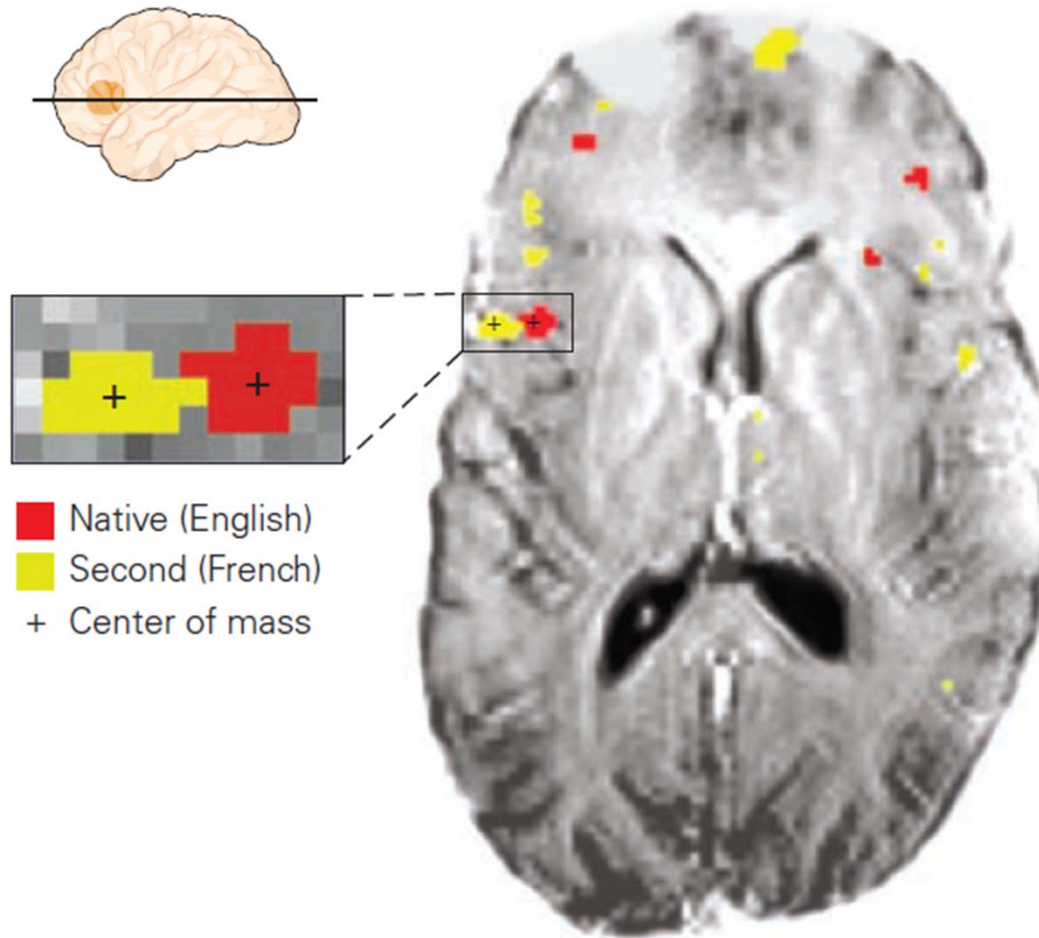 Native (English)
Second (French)
+ Center of mass